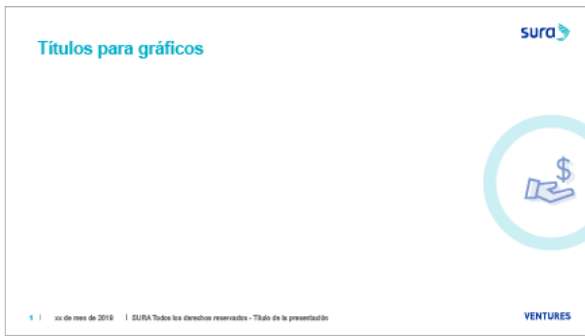 sura
Títulos para gráficos
$
1 | xx de mes de 2019 | SURA Todos los derechos reservados - Título de la presentación
VENTURES